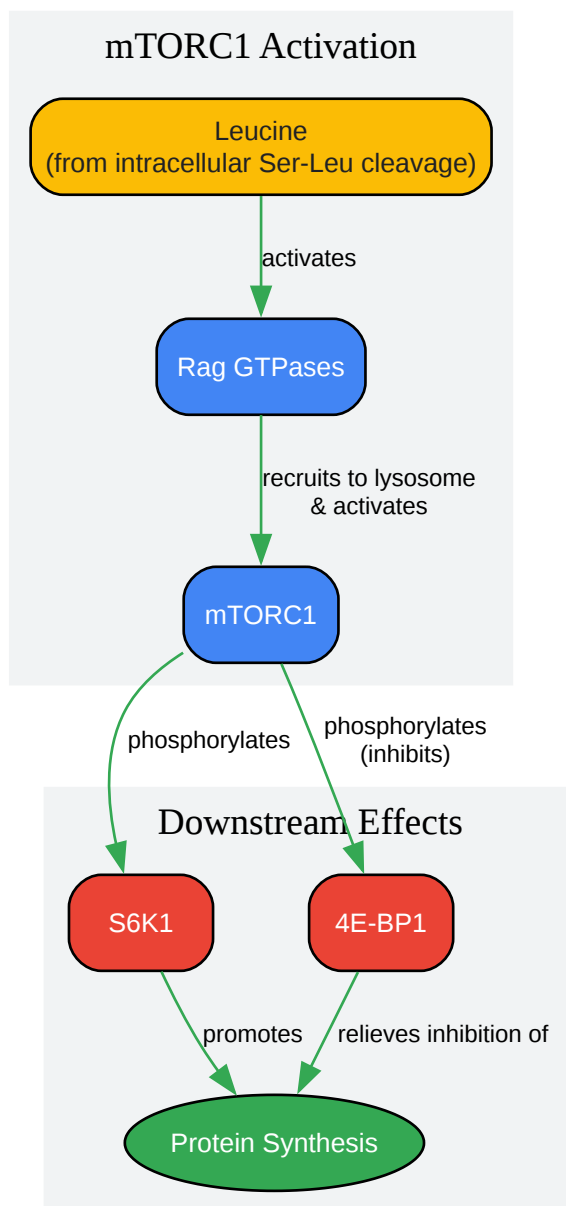 mTORC1 Activation
Leucine
(from intracellular Ser-Leu cleavage)
activates
Rag GTPases
recruits to lysosome
& activates
mTORC1
phosphorylates
phosphorylates
(inhibits)
Downstream Effects
S6K1
4E-BP1
promotes
relieves inhibition of
Protein Synthesis